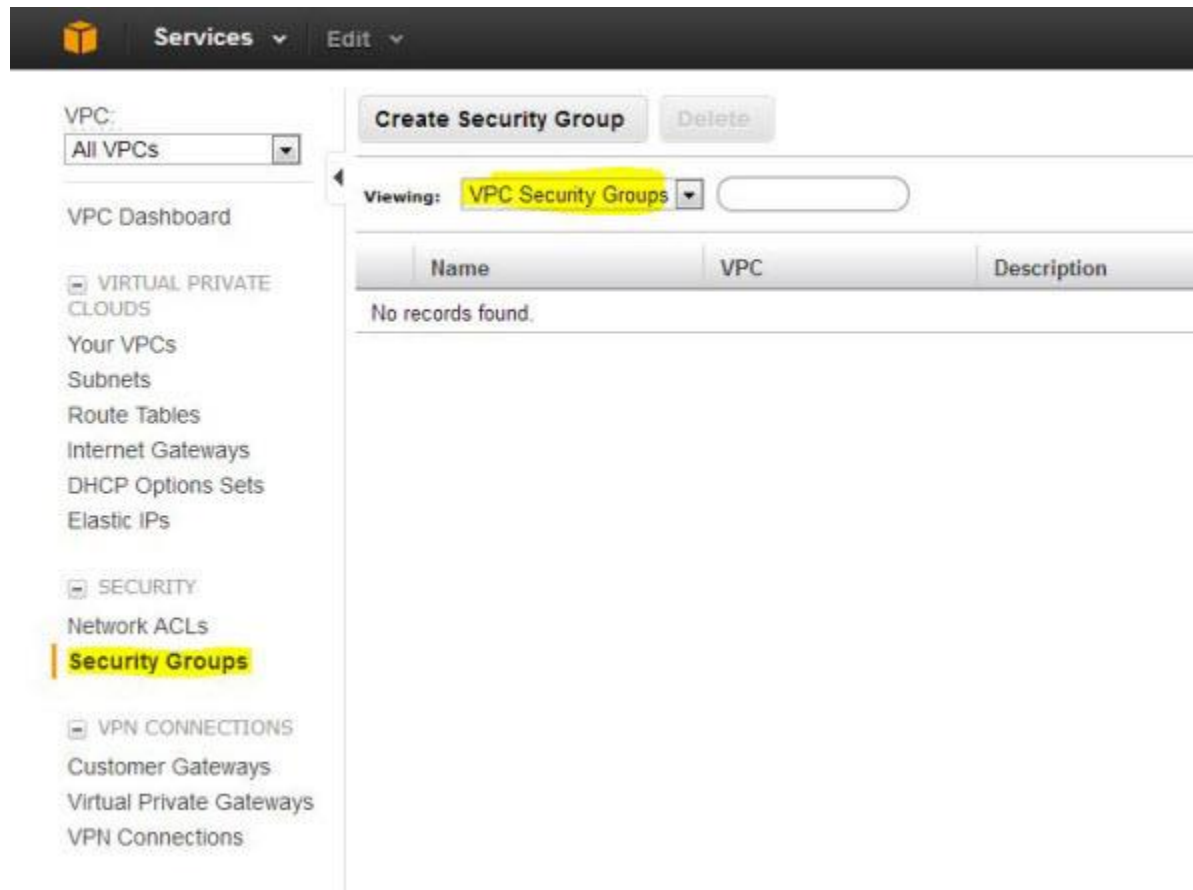 Services Edit
VPC:
All VPCs
VPC Dashboard
VIRTUAL PRIVATE
CLOUDS
Your VPCs
Subnets
Route Tables
Internet Gateways
DHCP Options Sets
Elastic IPs
SECURITY
Network ACLs
Security Groups
VPN CONNECTIONS
Customer Gateways
Virtual Private Gateways
VPN Connections
Create Security Group Delete
Viewing: VPC Security Groups
Name VPC Description
No records found.